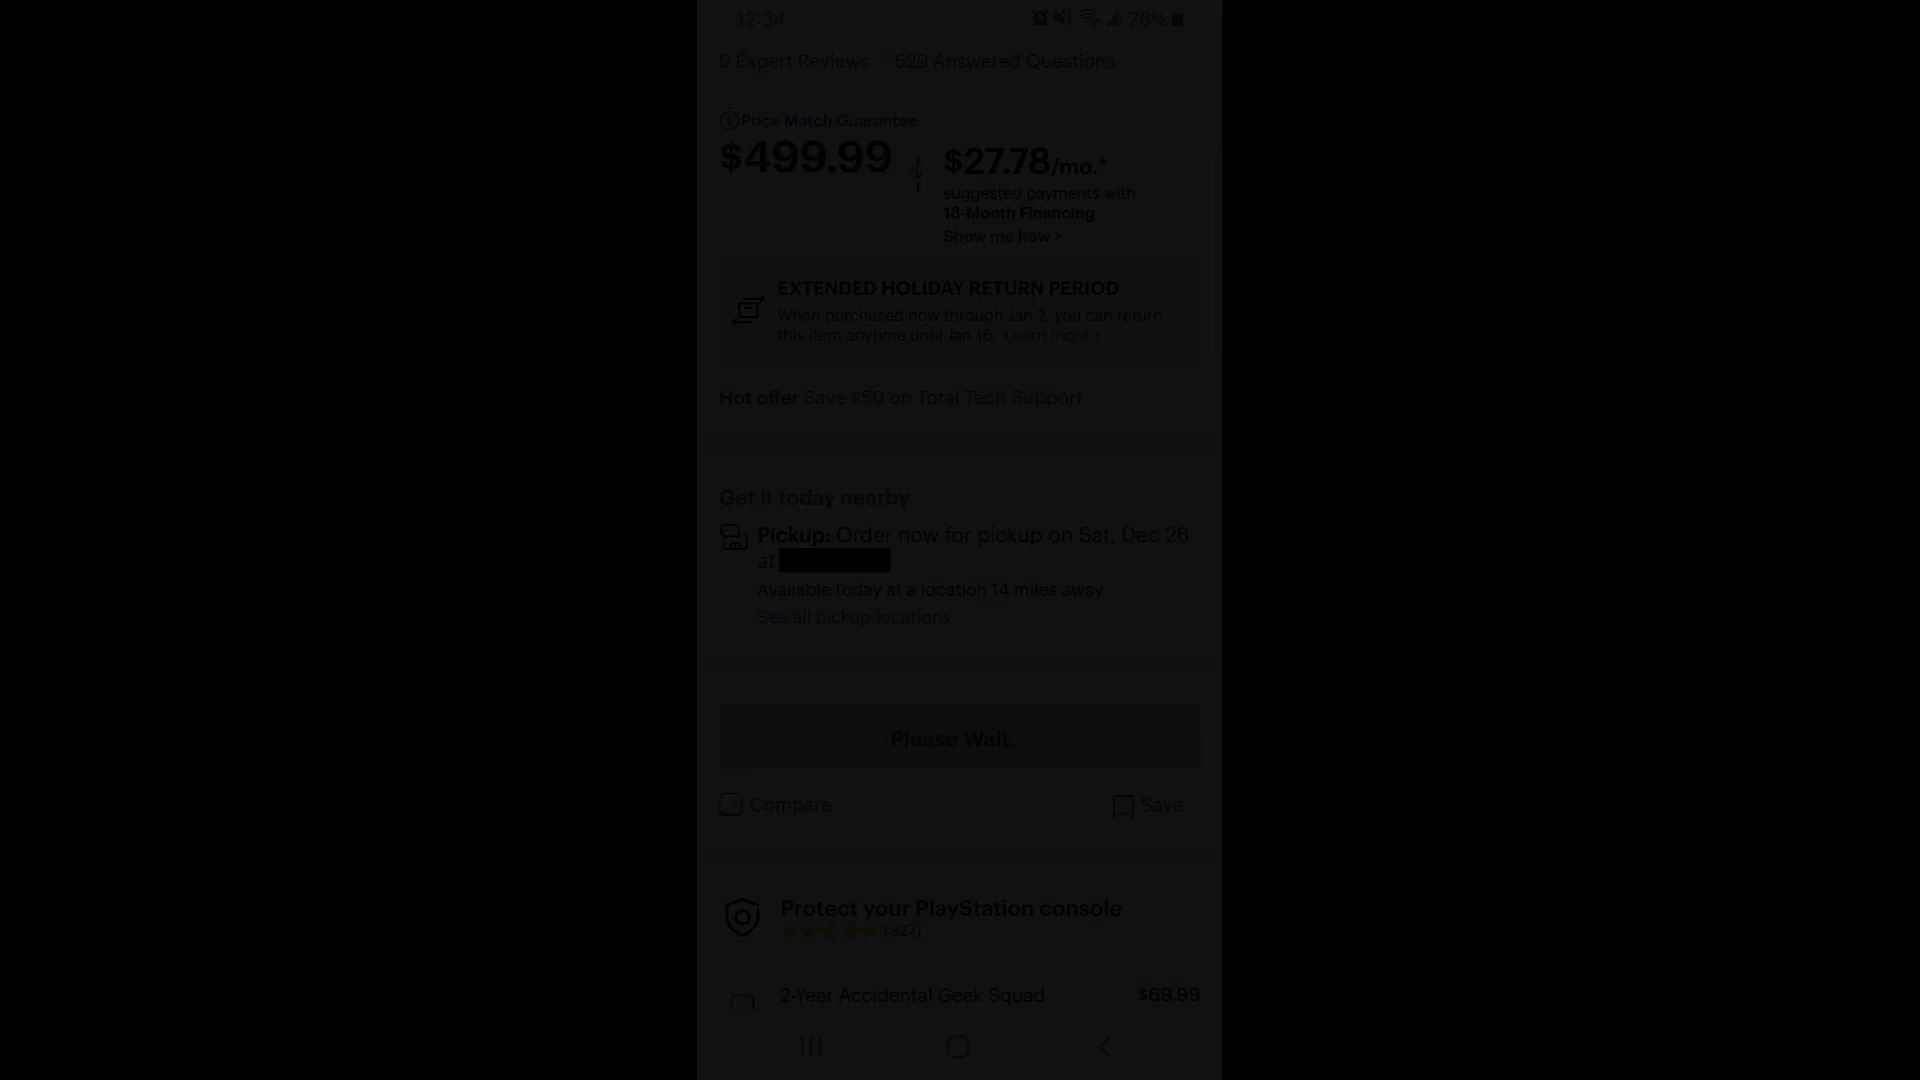 12:34 78%
9 Expert Reviews 629 Answered Questions
Price Match Guarantee
$499.99 Or $27.78/mo.*
suggested payments with
18-Month Financing
Show me how >
EXTENDED HOLIDAY RETURN PERIOD
When purchased now through Jan 2, you can return
this item anytime until Jan 16. Learn more >
Hot offer Save $50 on Total Tech Support
Get it today nearby
Pickup: Order now for pickup on Sat, Dec 26
at
Available today at a location 14 miles away
See all pickup locations
Please Wait.
Compare Save
Protect your PlayStation console
(927)
2-Year Accidental Geek Squad $69.99